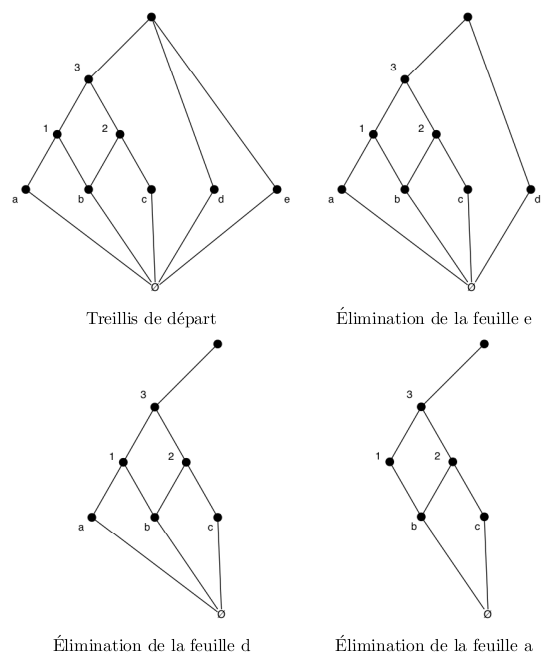 3
3
1
2
1
2
a
b
c
d
e
a
b
c
d
Ø
Ø
Treillis de départ
Élimination de la feuille e
3
3
1
2
1
2
a
b
c
b
c
Ø
Ø
Élimination de la feuille d
Élimination de la feuille a